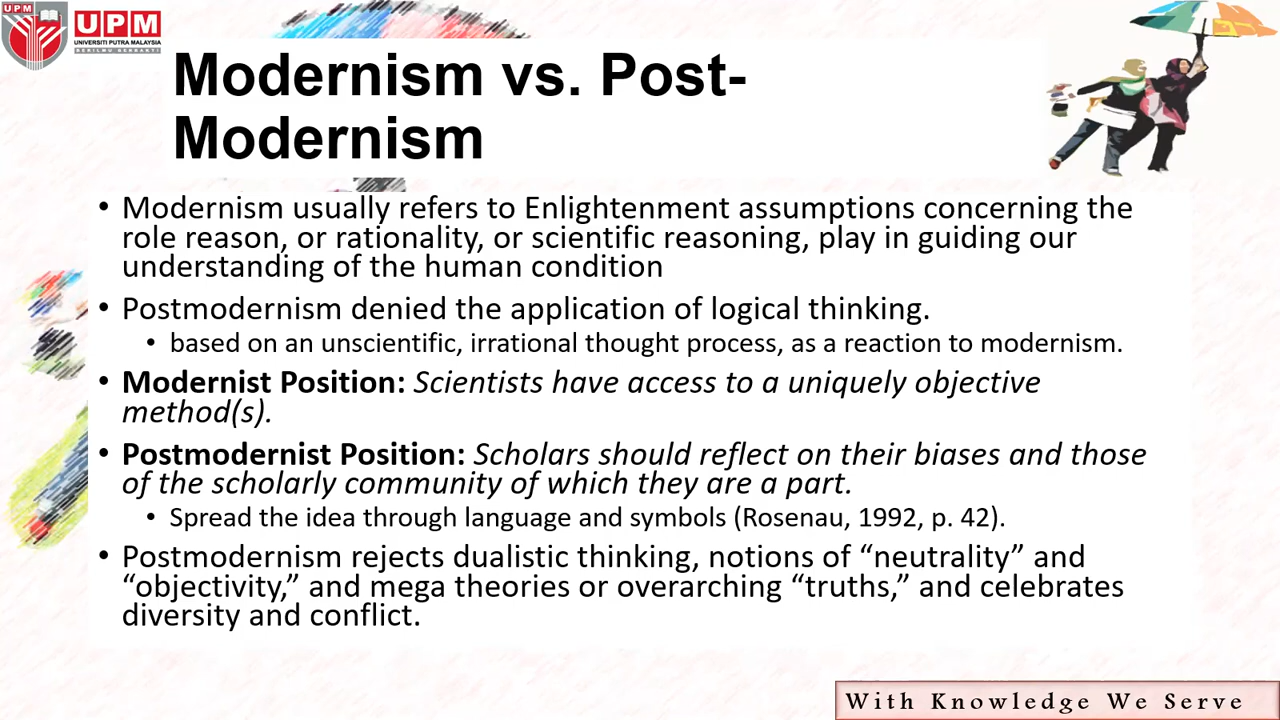 UPM
UPM
UNIVERSITI PUTRA MALAYSIA
BERILMU BERBAKTI
Modernism vs. Post-
Modernism
• Modernism usually refers to Enlightenment assumptions concerning the
role reason, or rationality, or scientific reasoning, play in guiding our
understanding of the human condition
• Postmodernism denied the application of logical thinking.
• based on an unscientific, irrational thought process, as a reaction to modernism.
• Modernist Position: Scientists have access to a uniquely objective
method(s).
• Postmodernist Position: Scholars should reflect on their biases and those
of the scholarly community of which they are a part.
• Spread the idea through language and symbols (Rosenau, 1992, p. 42).
• Postmodernism rejects dualistic thinking, notions of “neutrality” and
“objectivity,” and mega theories or overarching “truths,” and celebrates
diversity and conflict.
With Knowledge We Serve